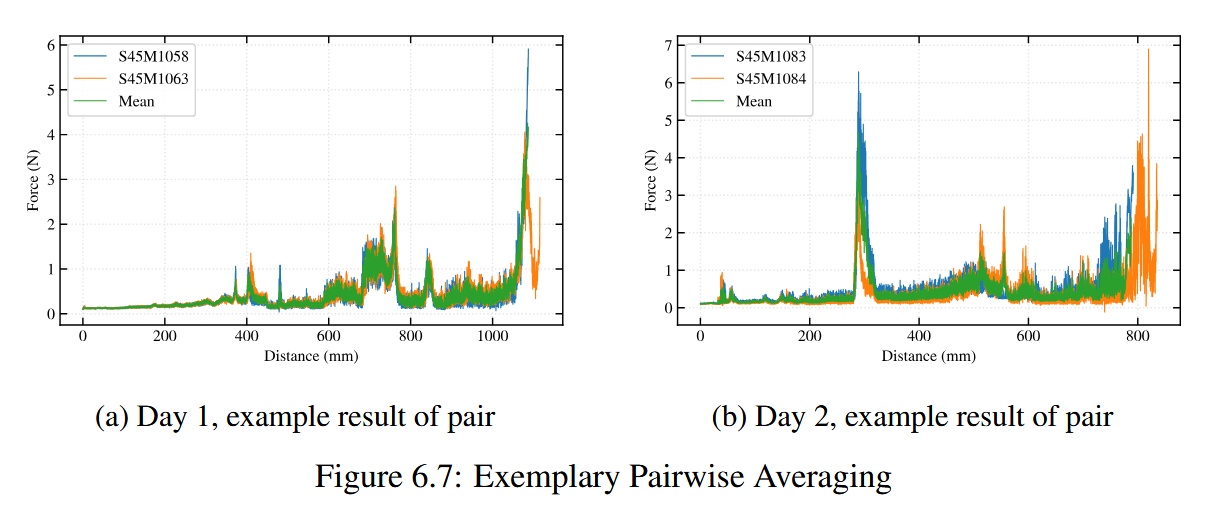 S45M1058
S45M1063
Mean
6
5
4
3
2
1
0
Force (N)
0 200 400 600 800 1000
Distance (mm)
(a) Day 1, example result of pair
S45M1083
S45M1084
Mean
7
6
5
4
3
2
1
0
Force (N)
0 200 400 600 800
Distance (mm)
(b) Day 2, example result of pair
Figure 6.7: Exemplary Pairwise Averaging